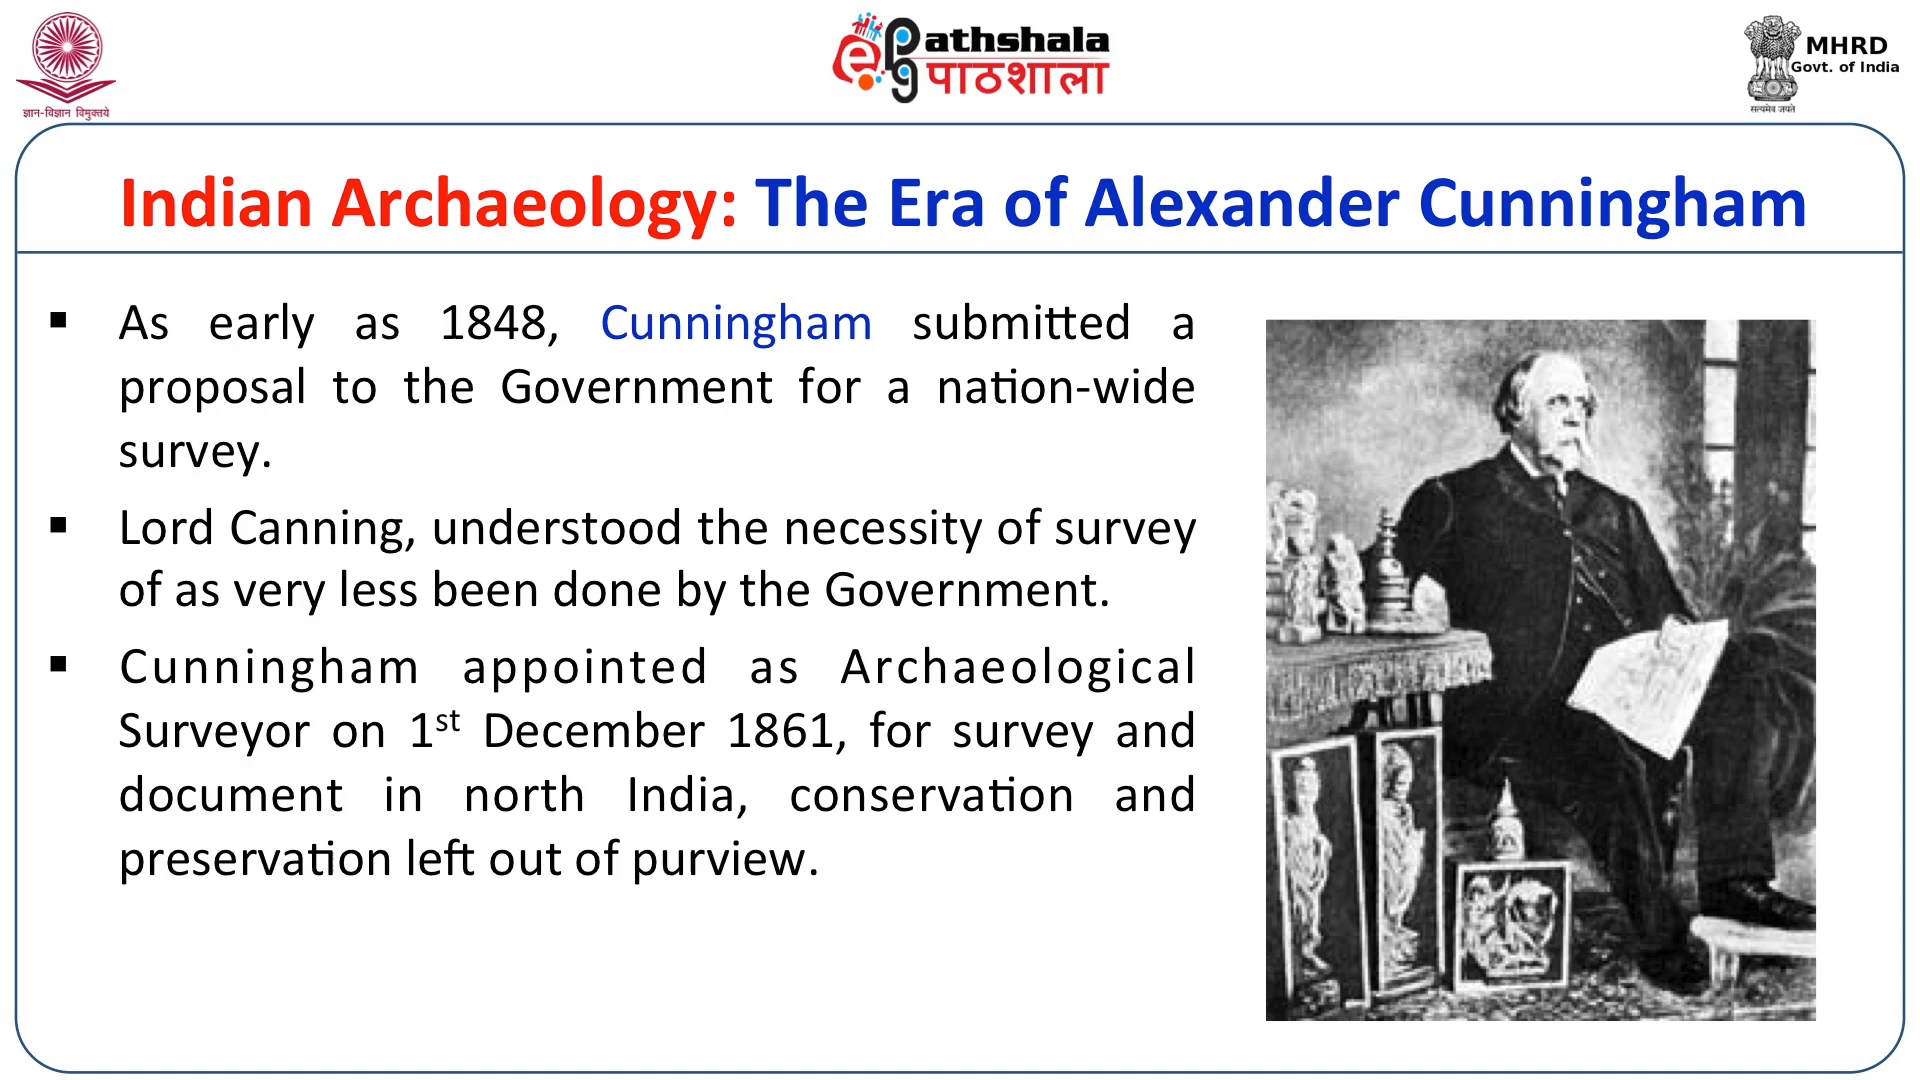 ज्ञान-विज्ञान विमुक्तये
ePathshala
पाठशाला
MHRD
Govt. of India
सत्यमेव जयते
Indian Archaeology: The Era of Alexander Cunningham
▪ As early as 1848, Cunningham submitted a
proposal to the Government for a nation-wide
survey.
▪ Lord Canning, understood the necessity of survey
of as very less been done by the Government.
▪ Cunningham appointed as Archaeological
Surveyor on 1st December 1861, for survey and
document in north India, conservation and
preservation left out of purview.